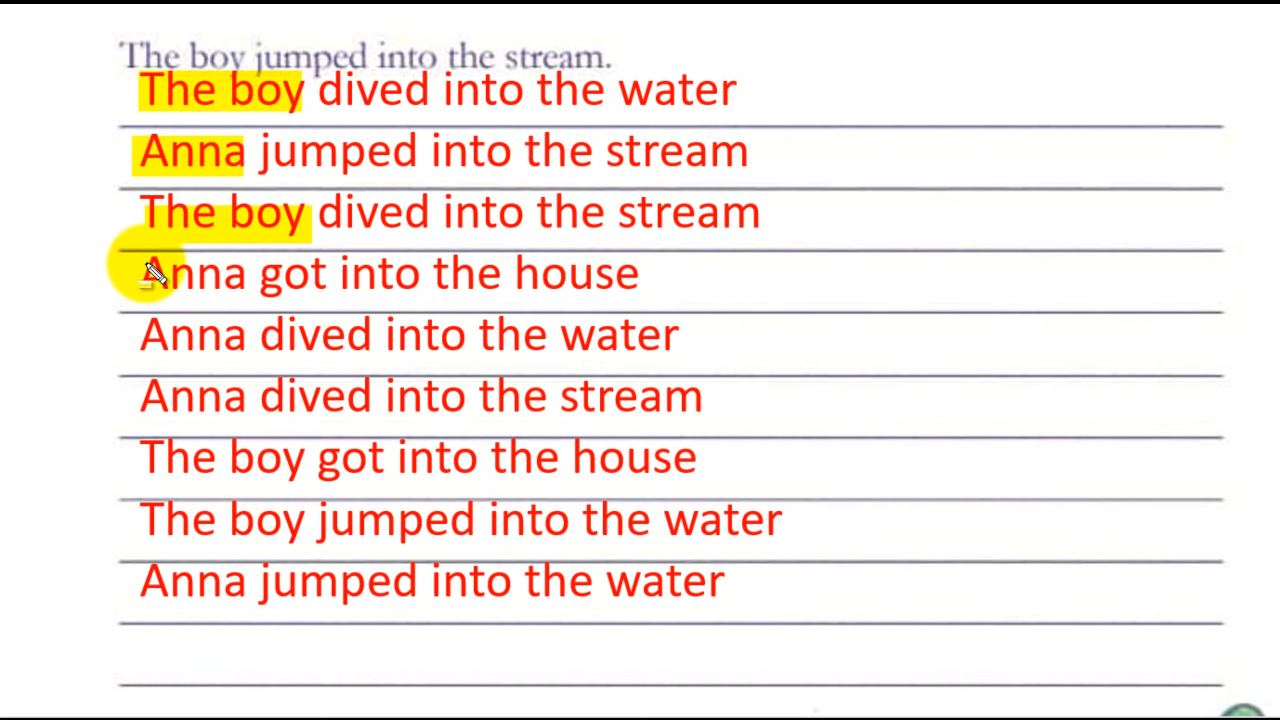 The boy jumped into the stream.
The boy dived into the water
Anna jumped into the stream
The boy dived into the stream
Anna got into the house
Anna dived into the water
Anna dived into the stream
The boy got into the house
The boy jumped into the water
Anna jumped into the water